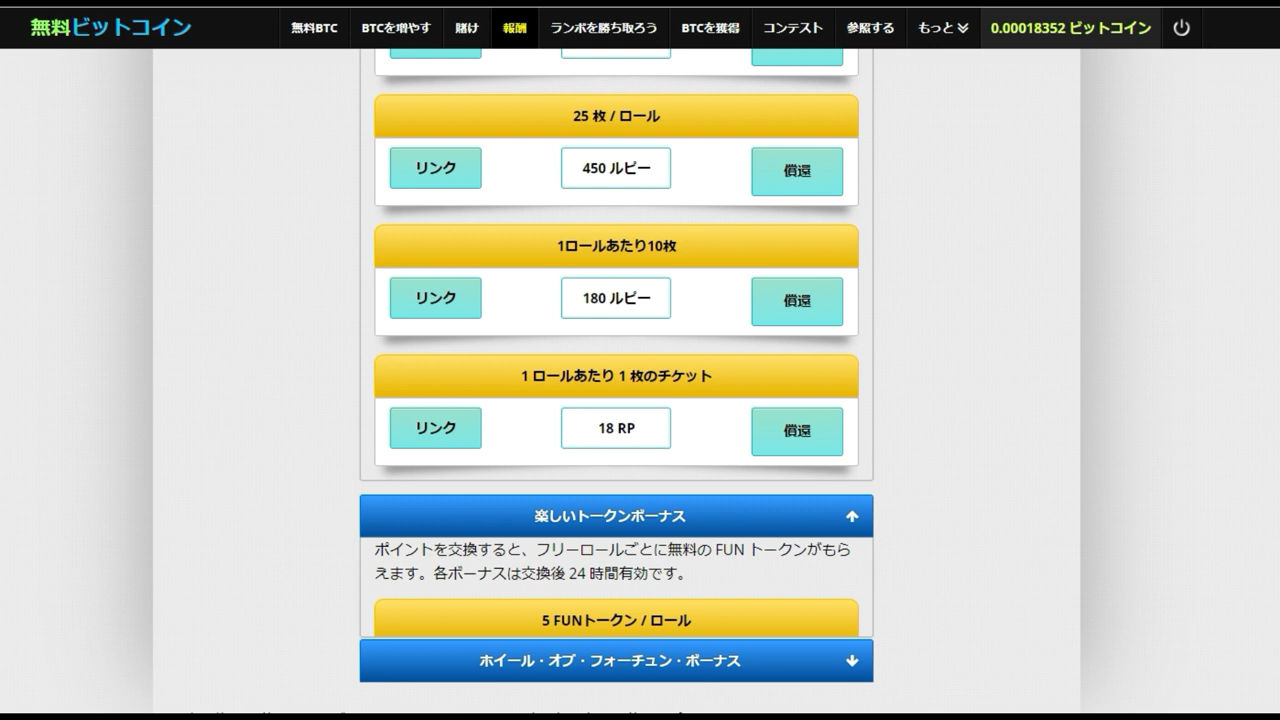 無料ビットコイン
無料BTC
BTCを増やす
賭け
報酬
ランボを勝ち取ろう
BTCを獲得
コンテスト
参照する
もっと
0.00018352 ビットコイン
25 枚 / ロール
リンク
450 ルピー
償還
1ロールあたり10枚
リンク
180 ルピー
償還
1 ロールあたり 1 枚のチケット
リンク
18 RP
償還
楽しいトークンボーナス
ポイントを交換すると、フリーロールごとに無料の FUN トークンがもら
えます。各ボーナスは交換後 24 時間有効です。
5 FUNトークン / ロール
ホイール・オブ・フォーチュン・ボーナス